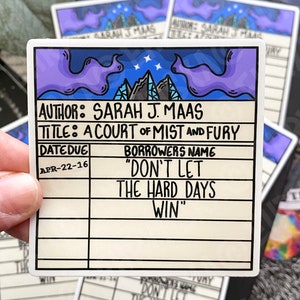 AUTHOR: SARAH J. MAAS
TITLE: A COURT OF MIST AND FURY
DATE DUE BORROWERS NAME
APR-22-16 "DON'T LET
THE HARD DAYS
WIN"